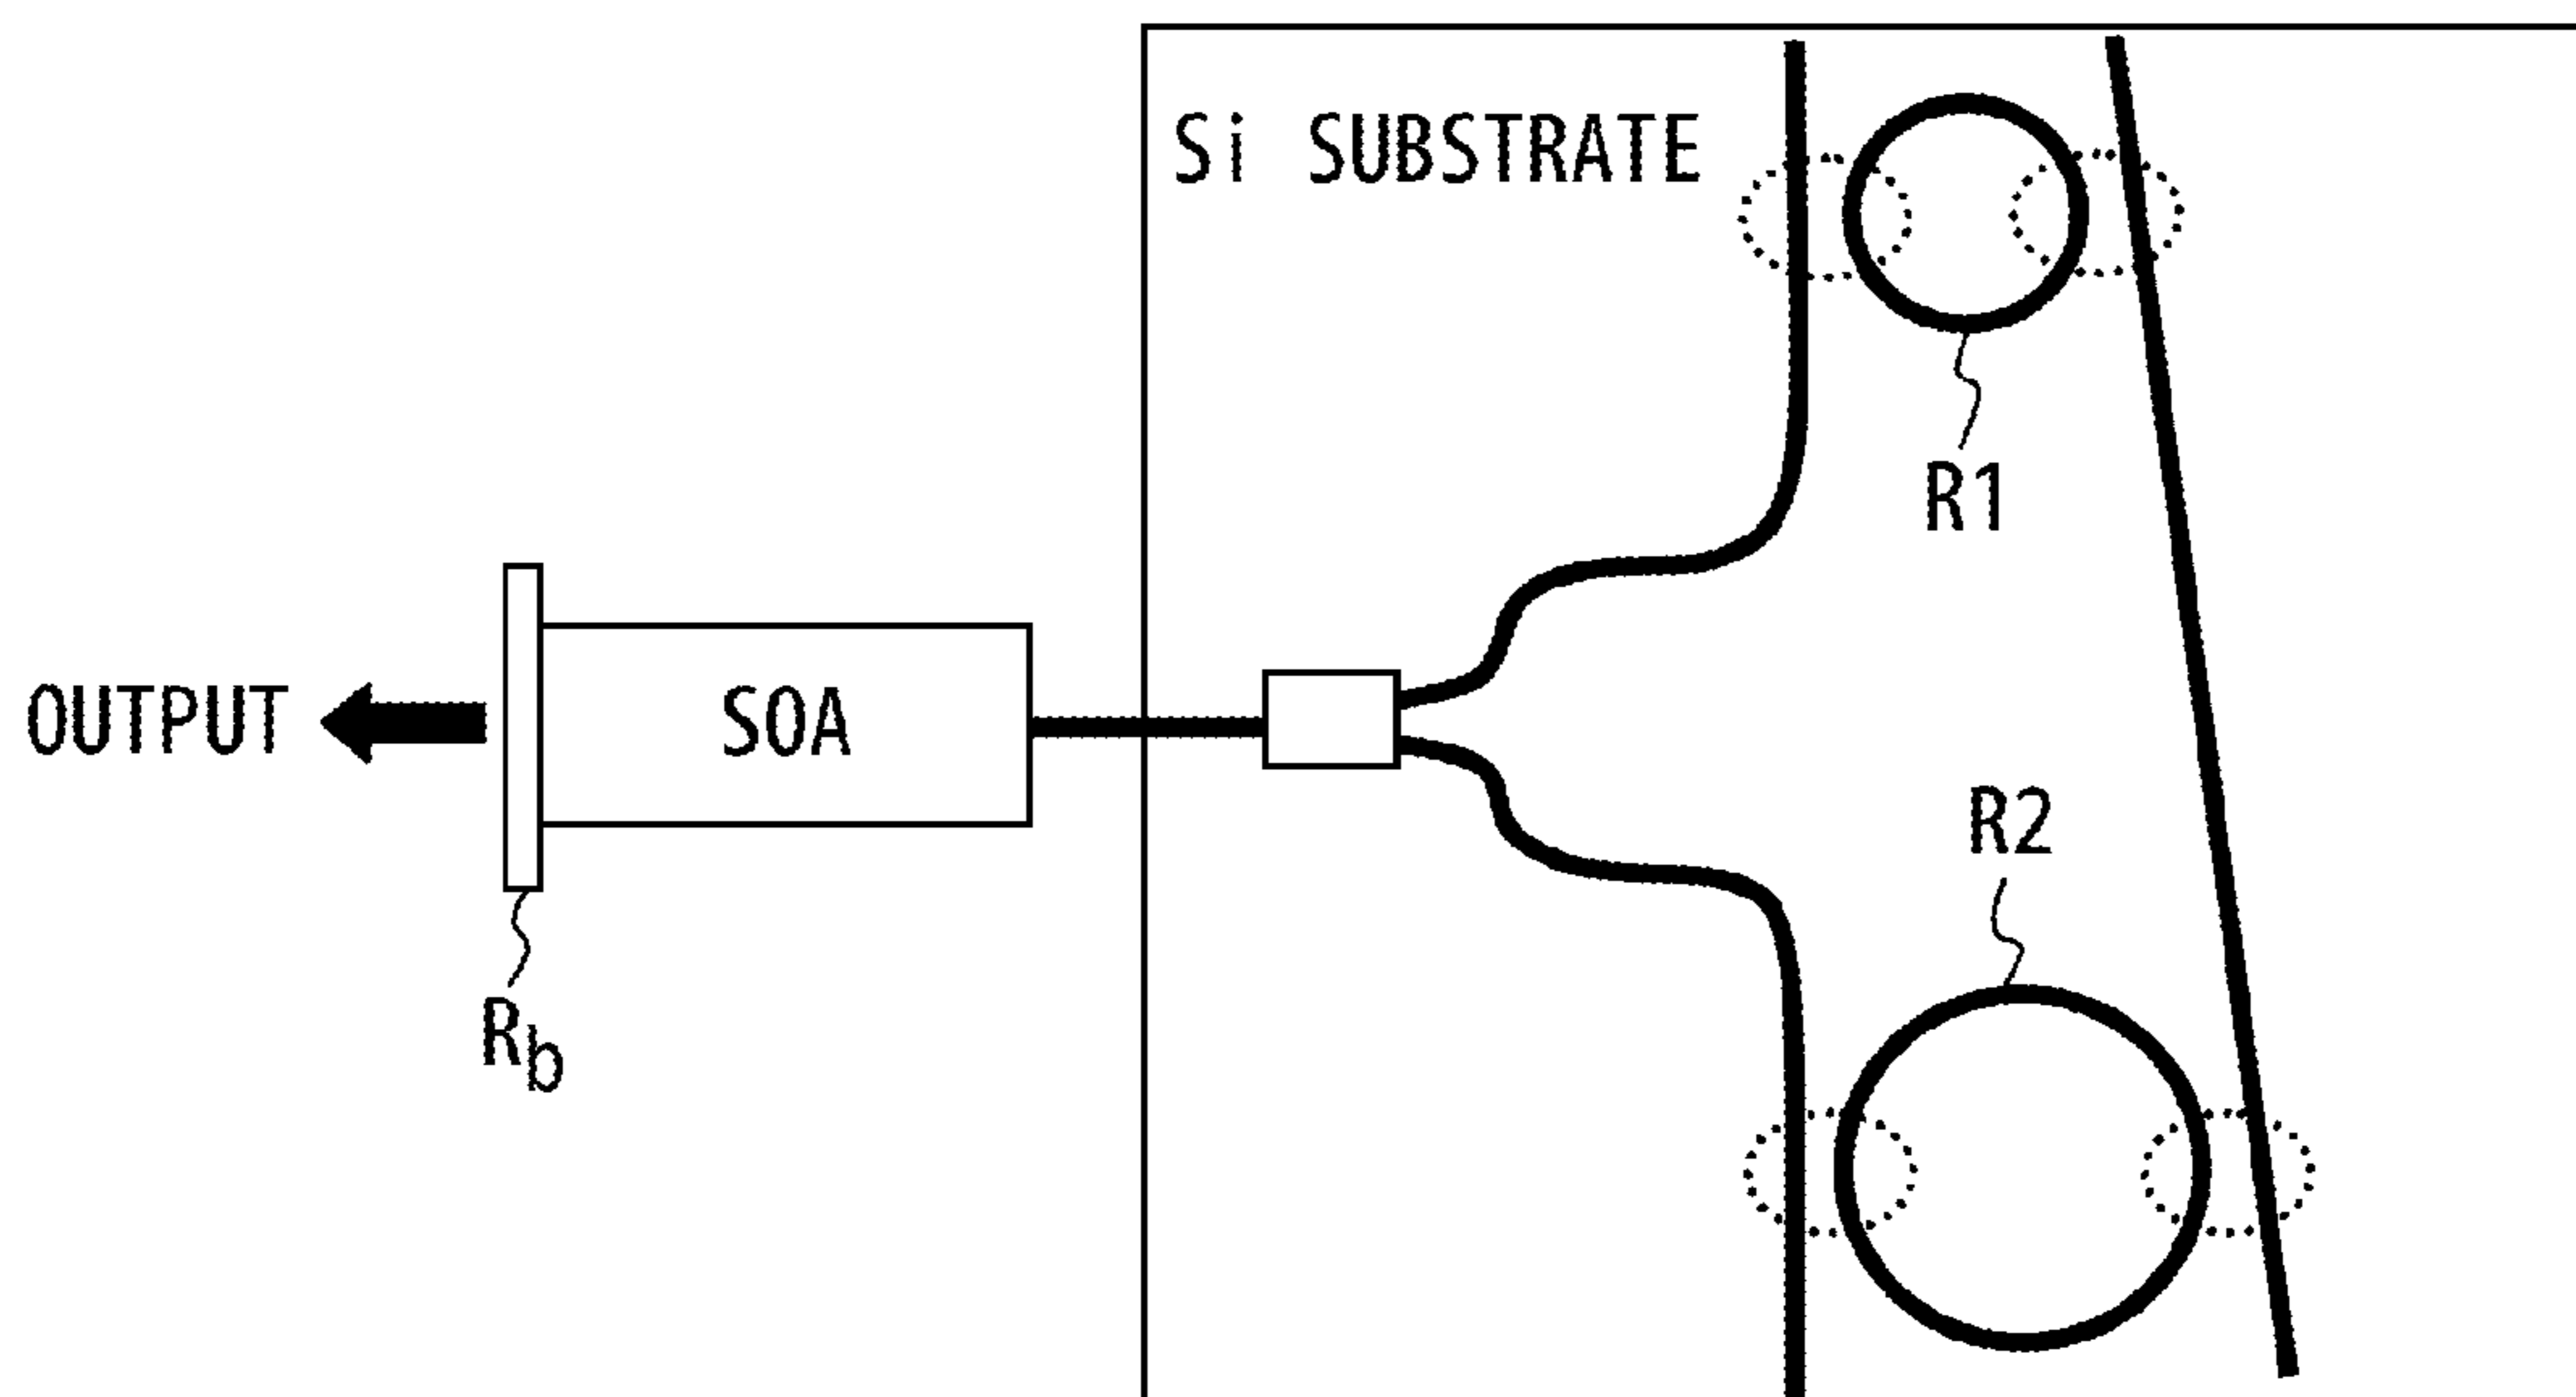 Si SUBSTRATE
R1
OUTPUT
SOA
R2
Rb